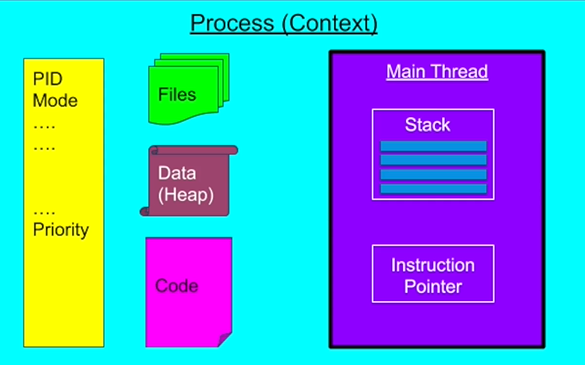 Process (Context)
PID
Mode
....
....
....
Priority
Files
Data
(Heap)
Code
Main Thread
Stack
Instruction
Pointer